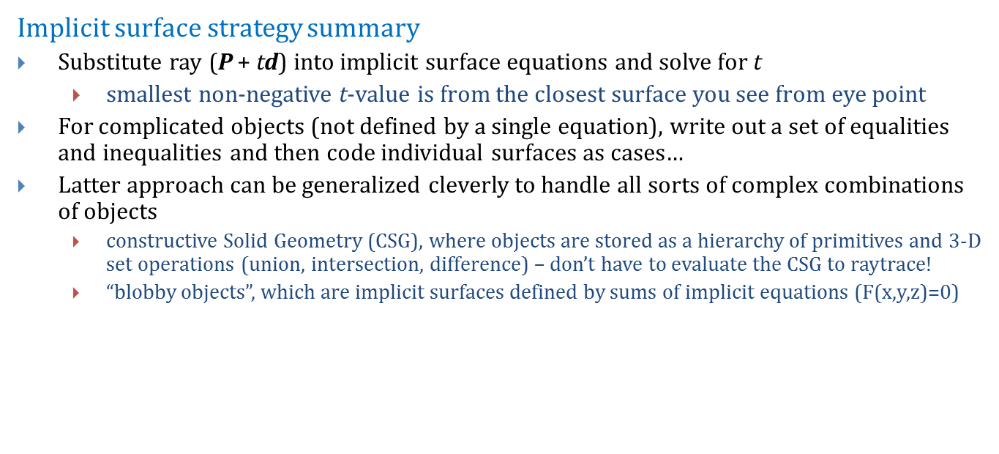 Implicit surface strategy summary
Substitute ray (P + td) into implicit surface equations and solve for t
smallest non-negative t-value is from the closest surface you see from eye point
For complicated objects (not defined by a single equation), write out a set of equalities
and inequalities and then code individual surfaces as cases…
Latter approach can be generalized cleverly to handle all sorts of complex combinations
of objects
constructive Solid Geometry (CSG), where objects are stored as a hierarchy of primitives and 3-D
set operations (union, intersection, difference) – don’t have to evaluate the CSG to raytrace!
“blobby objects”, which are implicit surfaces defined by sums of implicit equations (F(x,y,z)=0)